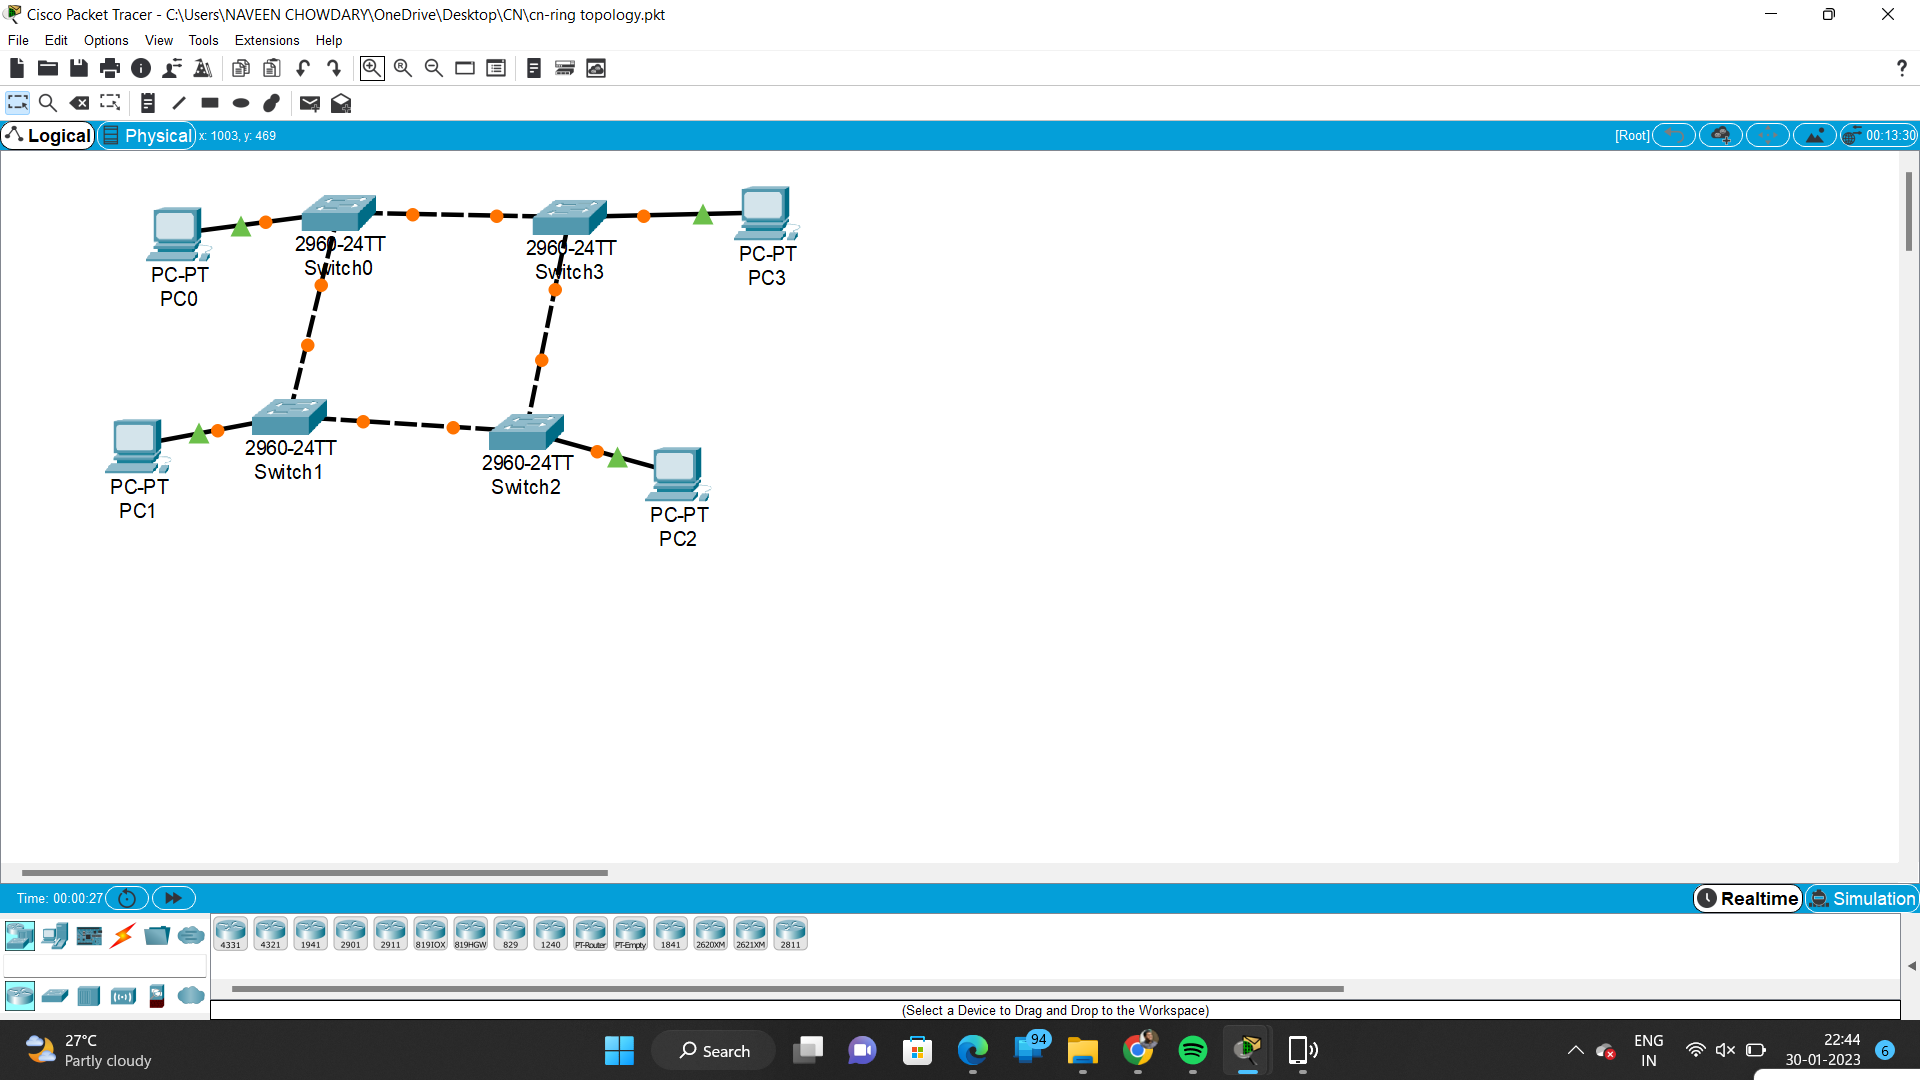 Cisco Packet Tracer - C:\Users\NAVEEN CHOWDARY\OneDrive\Desktop\CN\cn-ring topology.pkt
File Edit Options View Tools Extensions Help
?
Logical Physical x: 1003, y: 469 [Root] 00:13:30
2960-24TT
Switch0
2960-24TT
Switch3
PC-PT
PC3
PC-PT
PC0
2960-24TT
Switch1
2960-24TT
Switch2
PC-PT
PC1
PC-PT
PC2
Time: 00:00:27 Realtime Simulation
4331 4321 1941 2901 2911 819IOX 819HGW 829 1240 PT-Router PT-Empty 1841 2620XM 2621XM 2811
(Select a Device to Drag and Drop to the Workspace)
27°C
Partly cloudy
Search
94
ENG
IN
22:44
30-01-2023
6